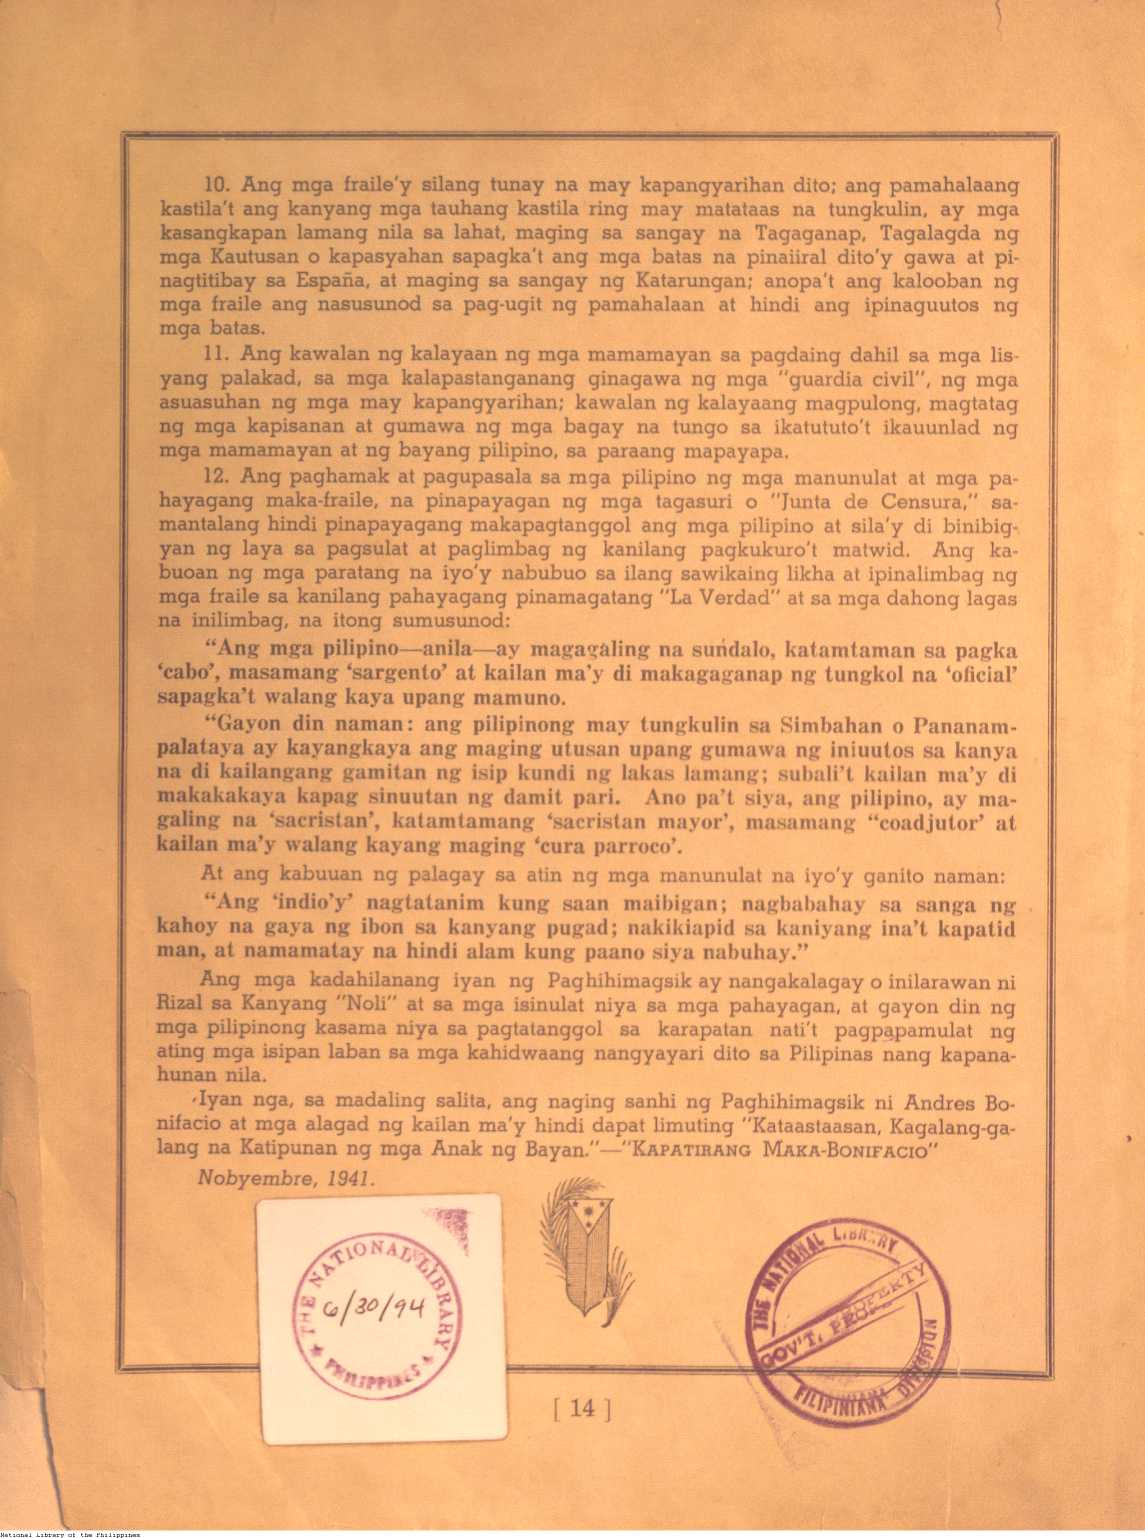 10. Ang mga fraile'y silang tunay na may kapangyarihan dito; ang pamahalaang
kastila't ang kanyang mga tauhang kastila ring may matataas na tungkulin, ay mga
kasangkapan lamang nila sa lahat, maging sa sangay na Tagaganap, Tagalagda ng
mga Kautusan o kapasyahan sapagka't ang mga batas na pinaiiral dito'y gawa at pi-
nagtitibay sa España, at maging sa sangay ng Katarungan; anopa't ang kalooban ng
mga fraile ang nasusunod sa pag-ugit ng pamahalaan at hindi ang ipinaguutos ng
mga batas.
11. Ang kawalan ng kalayaan ng mga mamamayan sa pagdaing dahil sa mga lis-
yang palakad, sa mga kalapastanganang ginagawa ng mga "guardia civil", ng mga
asuasuhan ng mga may kapangyarihan; kawalan ng kalayaang magpulong, magtatag
ng mga kapisanan at gumawa ng mga bagay na tungo sa ikatututo't ikauunlad ng
mga mamamayan at ng bayang pilipino, sa paraang mapayapa.
12. Ang paghamak at pagupasala sa mga pilipino ng mga manunulat at mga pa-
hayagang maka-fraile, na pinapayagan ng mga tagasuri o "Junta de Censura," sa-
mantalang hindi pinapayagang makapagtanggol ang mga pilipino at sila'y di binibig-
yan ng laya sa pagsulat at paglimbag ng kanilang pagkukuro't matwid. Ang ka-
buoan ng mga paratang na iyo'y nabubuo sa ilang sawikaing likha at ipinalimbag ng
mga fraile sa kanilang pahayagang pinamagatang "La Verdad" at sa mga dahong lagas
na inilimbag, na itong sumusunod:
"Ang mga pilipino—anila—ay magagaling na sundalo, katamtaman sa pagka
'cabo', masamang 'sargento' at kailan ma'y di makagaganap ng tungkol na 'oficial'
sapagka't walang kaya upang mamuno.
"Gayon din naman: ang pilipinong may tungkulin sa Simbahan o Pananam-
palataya ay kayangkaya ang maging utusan upang gumawa ng iniuutos sa kanya
na di kailangang gamitan ng isip kundi ng lakas lamang; subali't kailan ma'y di
makakakaya kapag sinuutan ng damit pari. Ano pa't siya, ang pilipino, ay ma-
galing na 'sacristan', katamtamang 'sacristan mayor', masamang "coadjutor' at
kailan ma'y walang kayang maging 'cura parroco'.
At ang kabuuan ng palagay sa atin ng mga manunulat na iyo'y ganito naman:
"Ang 'indio'y' nagtatanim kung saan maibigan; nagbabahay sa sanga ng
kahoy na gaya ng ibon sa kanyang pugad; nakikiapid sa kaniyang ina't kapatid
man, at namamatay na hindi alam kung paano siya nabuhay."
Ang mga kadahilanang iyan ng Paghihimagsik ay nangakalagay o inilarawan ni
Rizal sa Kanyang "Noli" at sa mga isinulat niya sa mga pahayagan, at gayon din ng
mga pilipinong kasama niya sa pagtatanggol sa karapatan nati't pagpapamulat ng
ating mga isipan laban sa mga kahidwaang nangyayari dito sa Pilipinas nang kapana-
hunan nila.
Iyan nga, sa madaling salita, ang naging sanhi ng Paghihimagsik ni Andres Bo-
nifacio at mga alagad ng kailan ma'y hindi dapat limuting "Kataastaasan, Kagalang-ga-
lang na Katipunan ng mga Anak ng Bayan."—"KAPATIRANG MAKA-BONIFACIO"
Nobyembre, 1941.
THE NATIONAL LIBRARY
6/30/94
PHILIPPINES
THE NATIONAL LIBRARY
GOV'T. PROPERTY
FILIPINIANA DIVISION
[ 14 ]
National Library of the Philippines